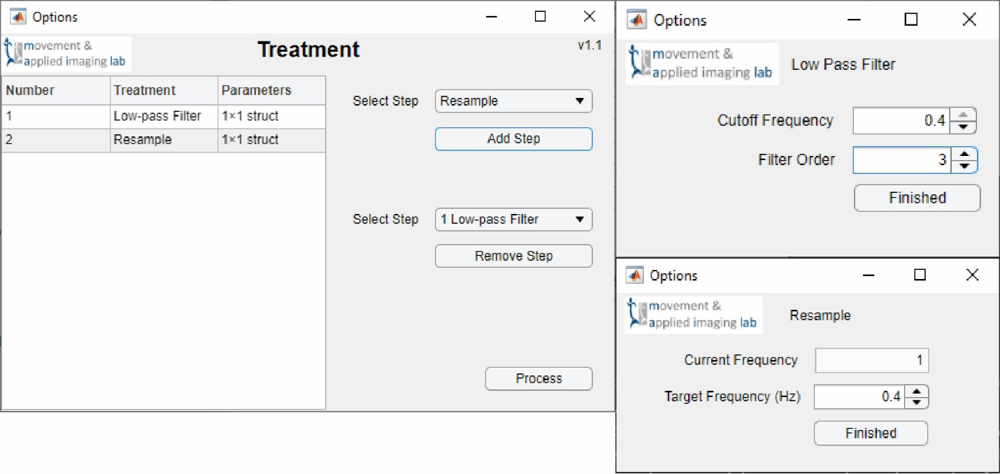 Options
movement &
applied imaging lab
Treatment
v1.1
Number Treatment Parameters
1 Low-pass Filter 1×1 struct
2 Resample 1×1 struct
Select Step Resample
Add Step
Select Step 1 Low-pass Filter
Remove Step
Process
Options
movement &
applied imaging lab
Low Pass Filter
Cutoff Frequency 0.4
Filter Order 3
Finished
Options
movement &
applied imaging lab
Resample
Current Frequency 1
Target Frequency (Hz) 0.4
Finished